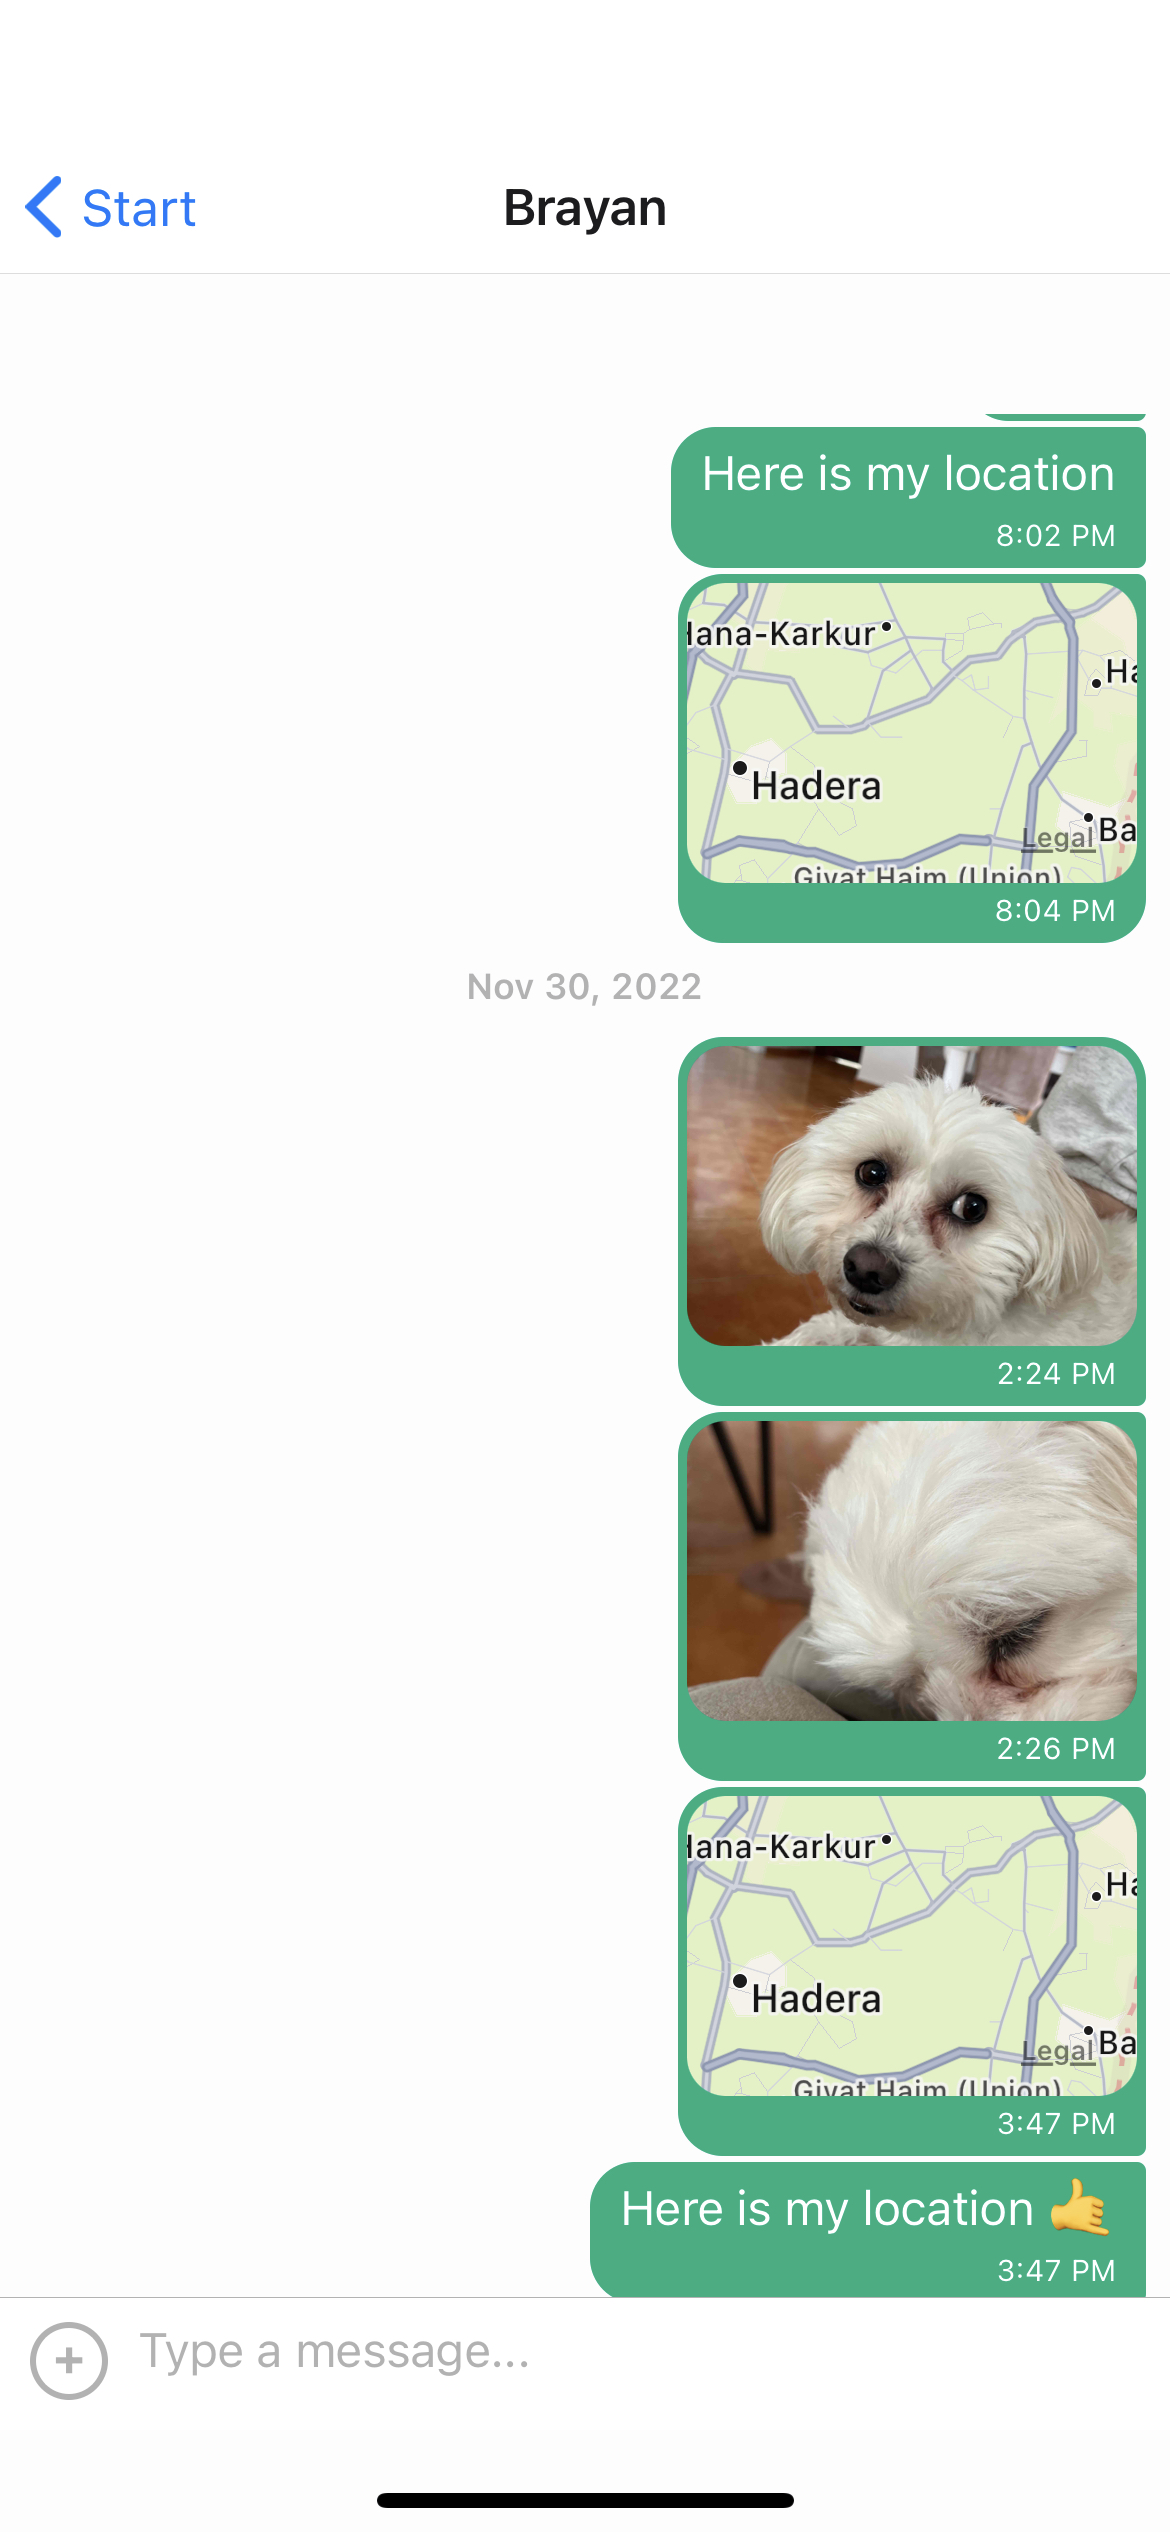 Start
Brayan
Here is my location
8:02 PM
ana-Karkur
Ha
Hadera
Legal
Ba
Givat Haim (Union)
8:04 PM
Nov 30, 2022
2:24 PM
2:26 PM
ana-Karkur
Ha
Hadera
Legal
Ba
Givat Haim (Union)
3:47 PM
Here is my location 🤙
3:47 PM
Type a message...